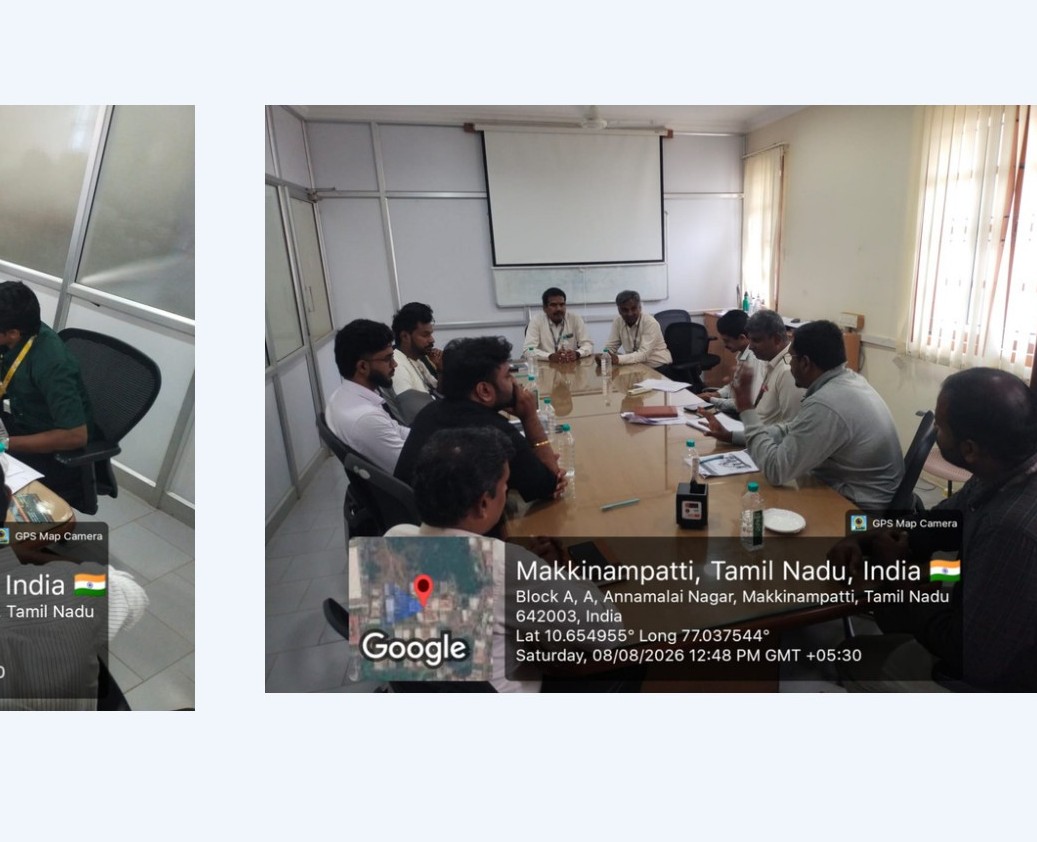 GPS Map Camera
India
, Tamil Nadu
0
GPS Map Camera
Makkinampatti, Tamil Nadu, India
Block A, A, Annamalai Nagar, Makkinampatti, Tamil Nadu
642003, India
Lat 10.654955° Long 77.037544°
Saturday, 08/08/2026 12:48 PM GMT +05:30
Google